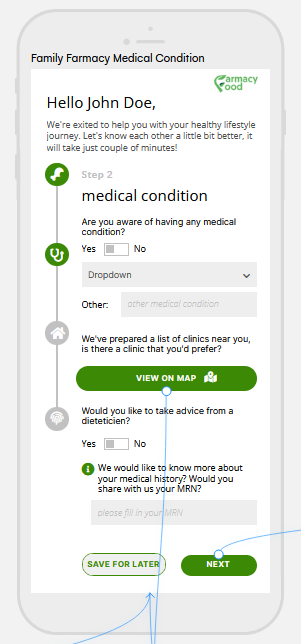 Family Farmacy Medical Condition
Farmacy
Food
Hello John Doe,
We're exited to help you with your healthy lifestyle
journey. Let's know each other a little bit better, it
will take just couple of minutes!
Step 2
medical condition
Are you aware of having any medical
condition?
Yes No
Dropdown
Other: other medical condition
We've prepared a list of clinics near you,
is there a clinic that you'd prefer?
VIEW ON MAP
Would you like to take advice from a
dieteticien?
Yes No
We would like to know more about
your medical history? Would you
share with us your MRN?
please fill in your MRN
SAVE FOR LATER NEXT